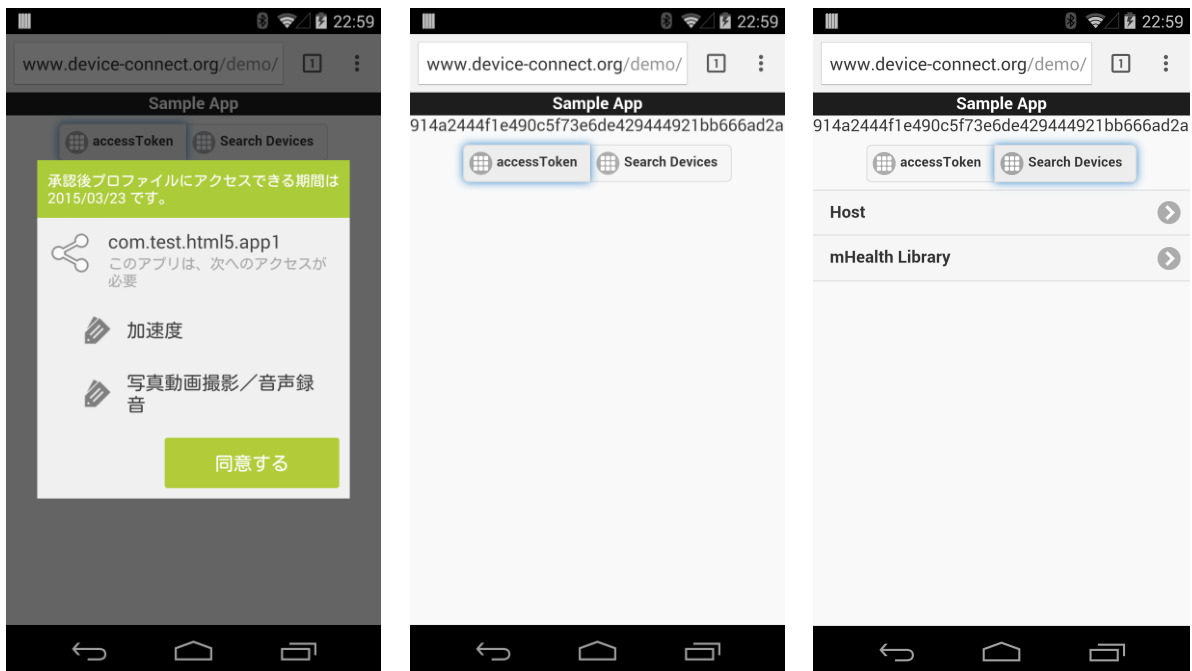 22:59
www.device-connect.org/demo/
1
Sample App
accessToken
Search Devices
承認後プロファイルにアクセスできる期間は
2015/03/23 です。
com.test.html5.app1
このアプリは、次へのアクセスが
必要
加速度
写真動画撮影／音声録
音
同意する
22:59
www.device-connect.org/demo/
1
Sample App
914a2444f1e490c5f73e6de429444921bb666ad2a
accessToken
Search Devices
22:59
www.device-connect.org/demo/
1
Sample App
914a2444f1e490c5f73e6de429444921bb666ad2a
accessToken
Search Devices
Host
mHealth Library